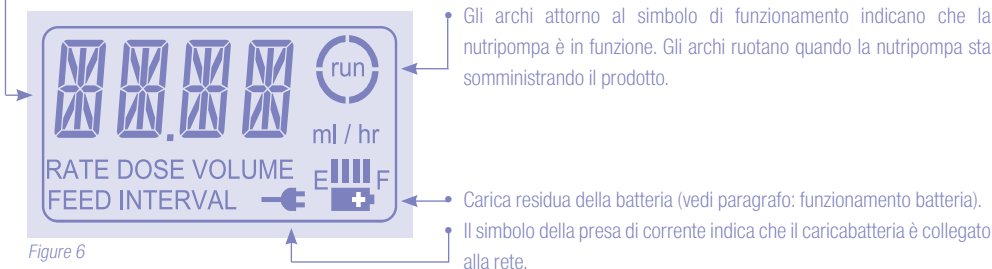 Gli archi attorno al simbolo di funzionamento indicano che la
nutripompa è in funzione. Gli archi ruotano quando la nutripompa sta
somministrando il prodotto.
run
ml / hr
RATE DOSE VOLUME
FEED INTERVAL
E F
Carica residua della batteria (vedi paragrafo: funzionamento batteria).
Il simbolo della presa di corrente indica che il caricabatteria è collegato
alla rete.
Figure 6